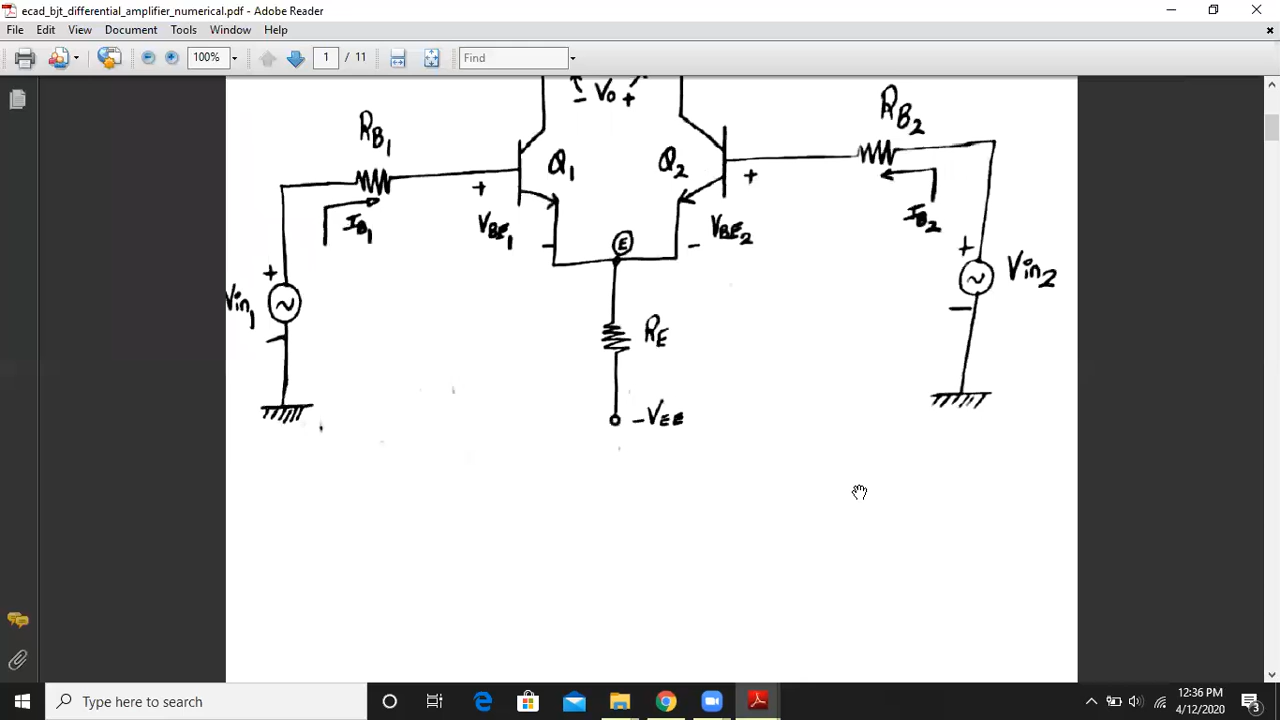 ecad_bjt_differential_amplifier_numerical.pdf - Adobe Reader
File Edit View Document Tools Window Help
100% 1 / 11 Find
- Vo +
RB1
RB2
Q1
Q2
+
+
IB1
VBE1
VBE2
IB2
-
-
E
+
+
Vin1
Vin2
-
-
RE
-VEE
Type here to search
12:36 PM
4/12/2020
3